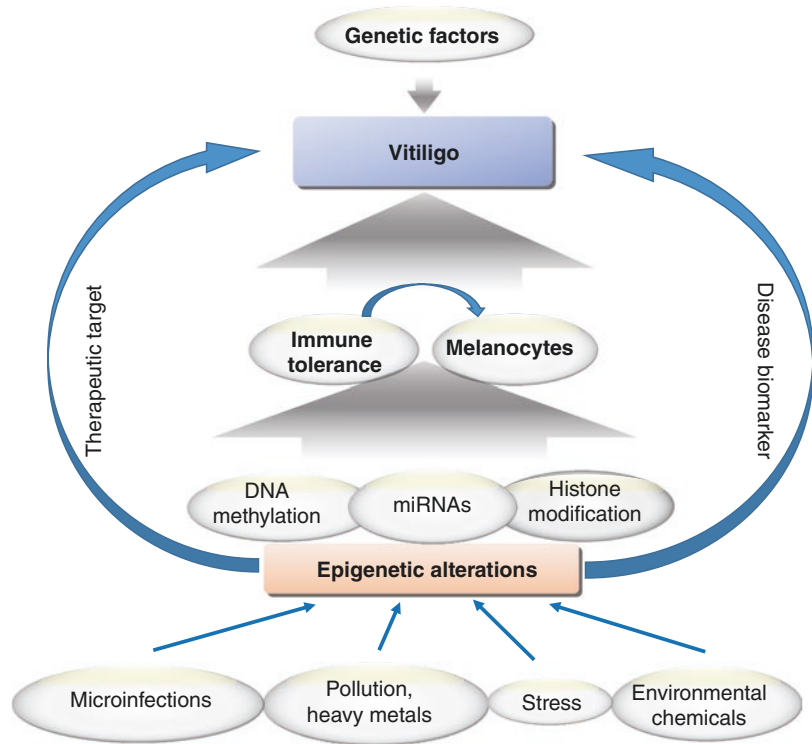 Genetic factors
Vitiligo
Therapeutic target
Disease biomarker
Immune
tolerance
Melanocytes
DNA
methylation
miRNAs
Histone
modification
Epigenetic alterations
Microinfections
Pollution,
heavy metals
Stress
Environmental
chemicals